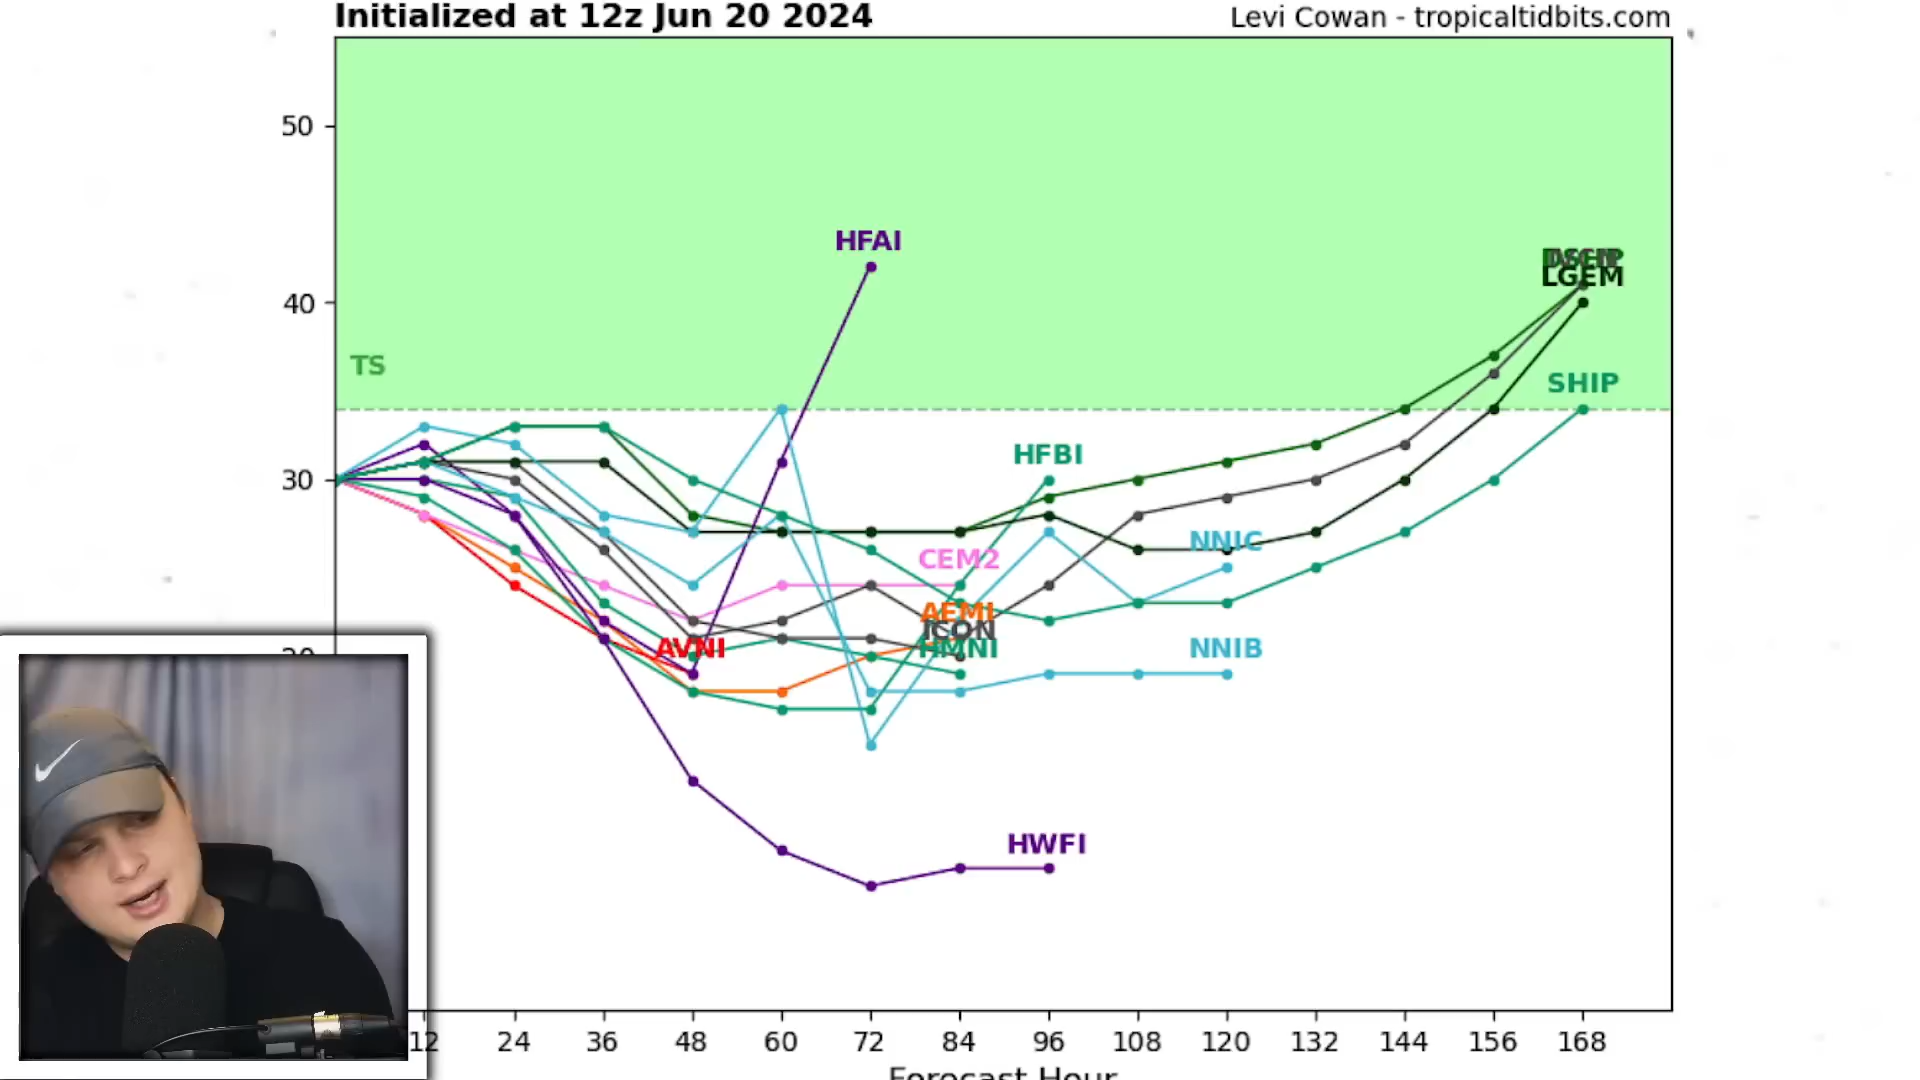 Initialized at 12z Jun 20 2024
Levi Cowan - tropicaltidbits.com
50
HFAI
LGEM
40
TS
SHIP
HFBI
30
NNIC
CEM2
AEMI
ICON
AVNI
HMNI
NNIB
HWFI
12 24 36 48 60 72 84 96 108 120 132 144 156 168
Forecast Hour